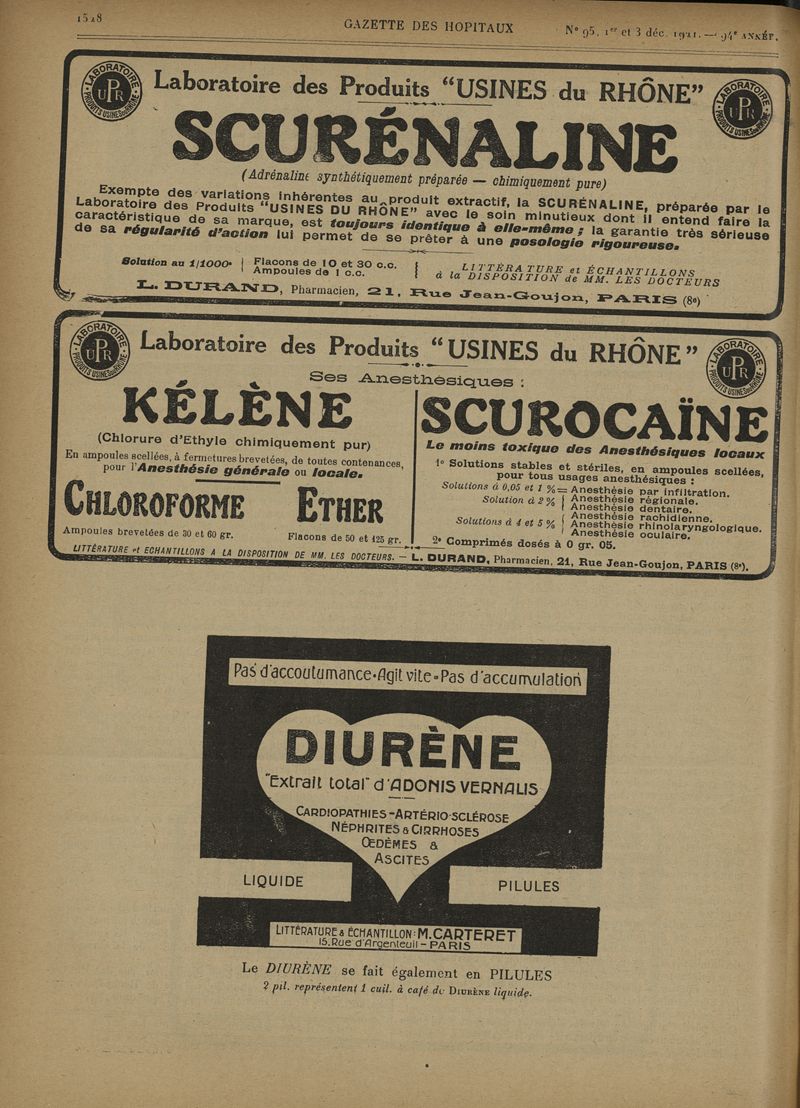 1518
GAZETTE DES HOPITAUX
N° 95, 1er et 3 déc. 1921. — 94e ANNÉE.
LABORATOIRE
UPR
PRODUITS USINES du RHÔNE
Laboratoire des Produits “USINES du RHÔNE”
LABORATOIRE
UPR
PRODUITS USINES du RHÔNE
SCURÉNALINE
(Adrénaline synthétiquement préparée — chimiquement pure)
Exempte des variations inhérentes au produit extractif, la SCURÉNALINE, préparée par le
Laboratoire des Produits “USINES DU RHÔNE” avec le soin minutieux dont il entend faire la
caractéristique de sa marque, est toujours identique à elle-même ; la garantie très sérieuse
de sa régularité d'action lui permet de se prêter à une posologie rigoureuse.
Solution au 1/1000e
Flacons de 10 et 30 c.c.
Ampoules de 1 c.c.
LITTÉRATURE et ÉCHANTILLONS
à la DISPOSITION de MM. LES DOCTEURS
L. DURAND, Pharmacien, 21, Rue Jean-Goujon, PARIS (8e)
LABORATOIRE
UPR
PRODUITS USINES du RHÔNE
Laboratoire des Produits “USINES du RHÔNE”
LABORATOIRE
UPR
PRODUITS USINES du RHÔNE
Ses Anesthésiques :
KÉLÈNE
(Chlorure d'Ethyle chimiquement pur)
En ampoules scellées, à fermetures brevetées, de toutes contenances,
pour l'Anesthésie générale ou locale.
CHLOROFORME
Ampoules brevetées de 30 et 60 gr.
ETHER
Flacons de 50 et 125 gr.
SCUROCAÏNE
Le moins toxique des Anesthésiques locaux
1° Solutions stables et stériles, en ampoules scellées,
pour tous usages anesthésiques :
Solutions à 0,05 et 1 % = Anesthésie par infiltration.
Solution à 2 % Anesthésie régionale.
Anesthésie dentaire.
Solutions à 4 et 5 % Anesthésie rachidienne.
Anesthésie rhinolaryngologique.
Anesthésie oculaire.
2° Comprimés dosés à 0 gr. 05.
LITTÉRATURE et ECHANTILLONS A LA DISPOSITION DE MM. LES DOCTEURS. — L. DURAND, Pharmacien, 21, Rue Jean-Goujon, PARIS (8e).
Pas d'accoutumance • Agit vite - Pas d'accumulation
DIURÈNE
"Extrait total" d'ADONIS VERNALIS
CARDIOPATHIES - ARTÉRIO-SCLÉROSE
NÉPHRITES & CIRRHOSES
ŒDÈMES &
ASCITES
LIQUIDE
PILULES
LITTÉRATURE & ÉCHANTILLON : M. CARTERET
15, Rue d'Argenteuil - PARIS
Le DIURÈNE se fait également en PILULES
2 pil. représentent 1 cuil. à café de DIURÈNE liquide.